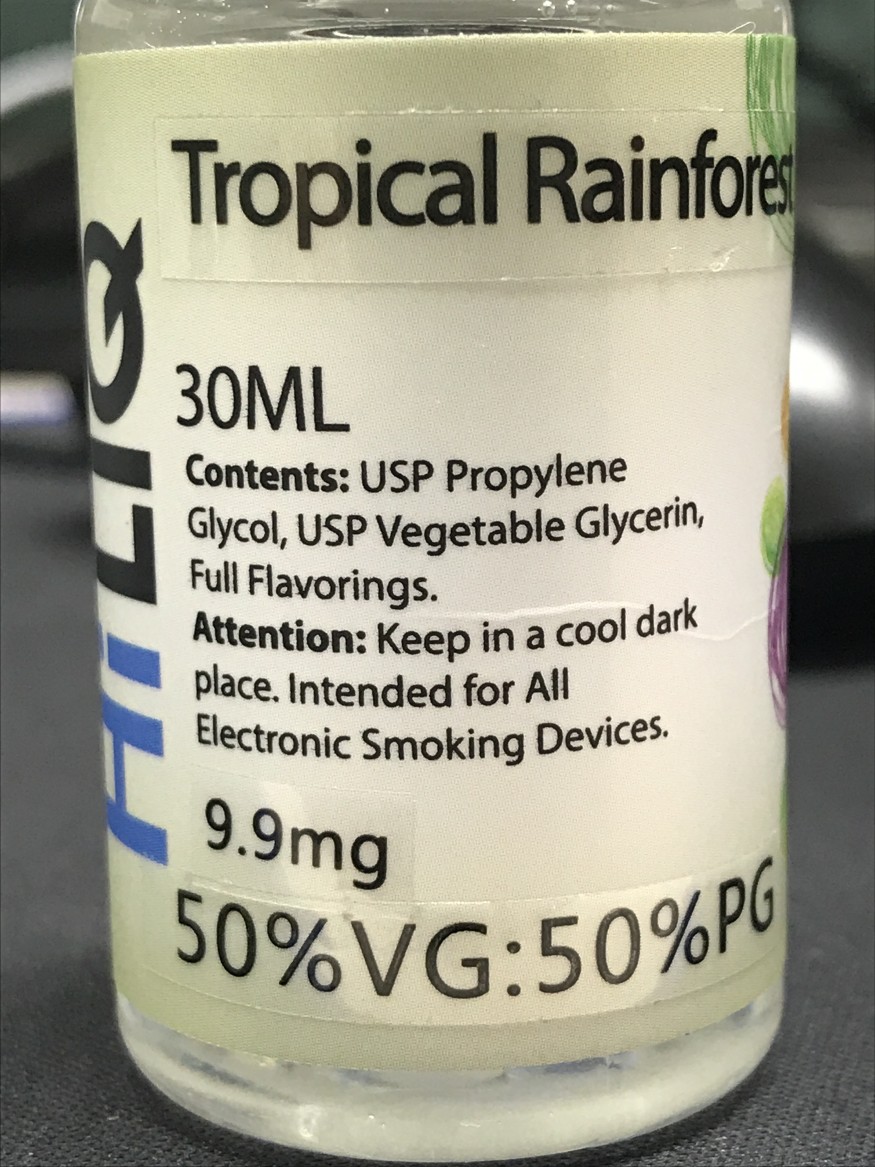 Tropical Rainforest
HiLIQ
30ML
Contents: USP Propylene
Glycol, USP Vegetable Glycerin,
Full Flavorings.
Attention: Keep in a cool dark
place. Intended for All
Electronic Smoking Devices.
9.9mg
50%VG:50%PG